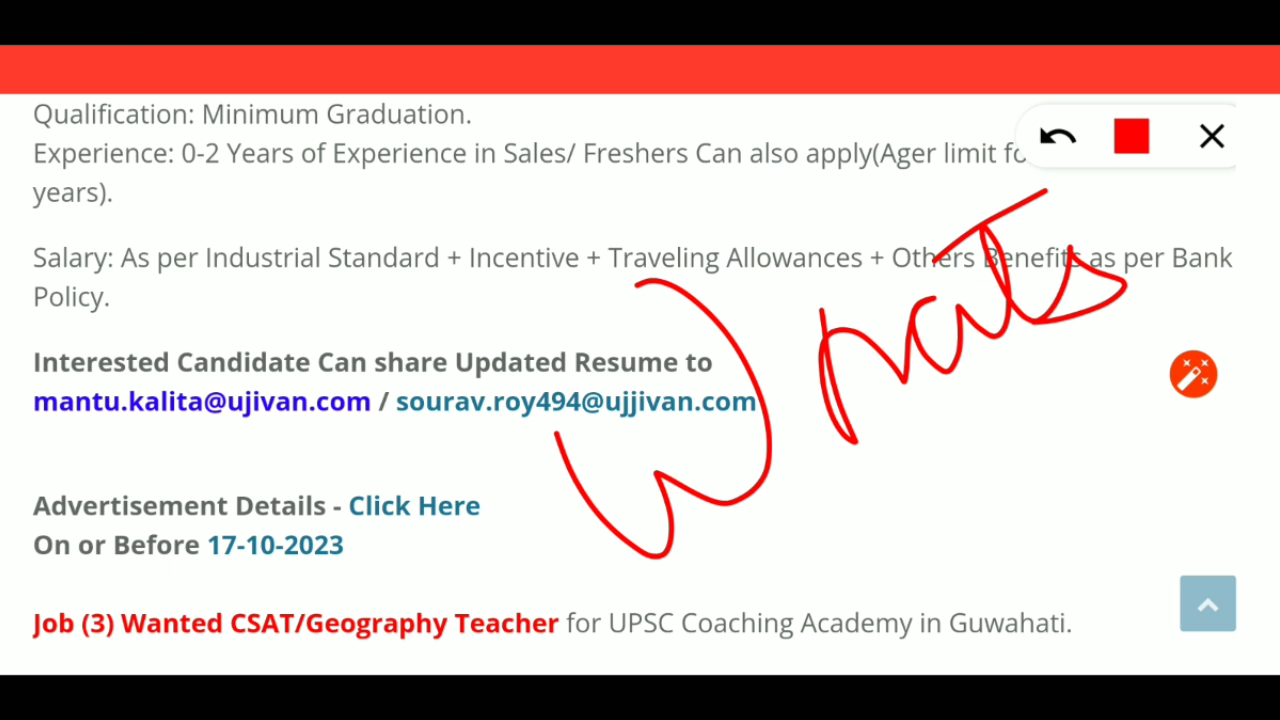 Qualification: Minimum Graduation.
Experience: 0-2 Years of Experience in Sales/ Freshers Can also apply(Ager limit fo
years).
Salary: As per Industrial Standard + Incentive + Traveling Allowances + Others Benefits as per Bank
Policy.
Interested Candidate Can share Updated Resume to
mantu.kalita@ujivan.com / sourav.roy494@ujjivan.com
Advertisement Details - Click Here
On or Before 17-10-2023
Job (3) Wanted CSAT/Geography Teacher for UPSC Coaching Academy in Guwahati.